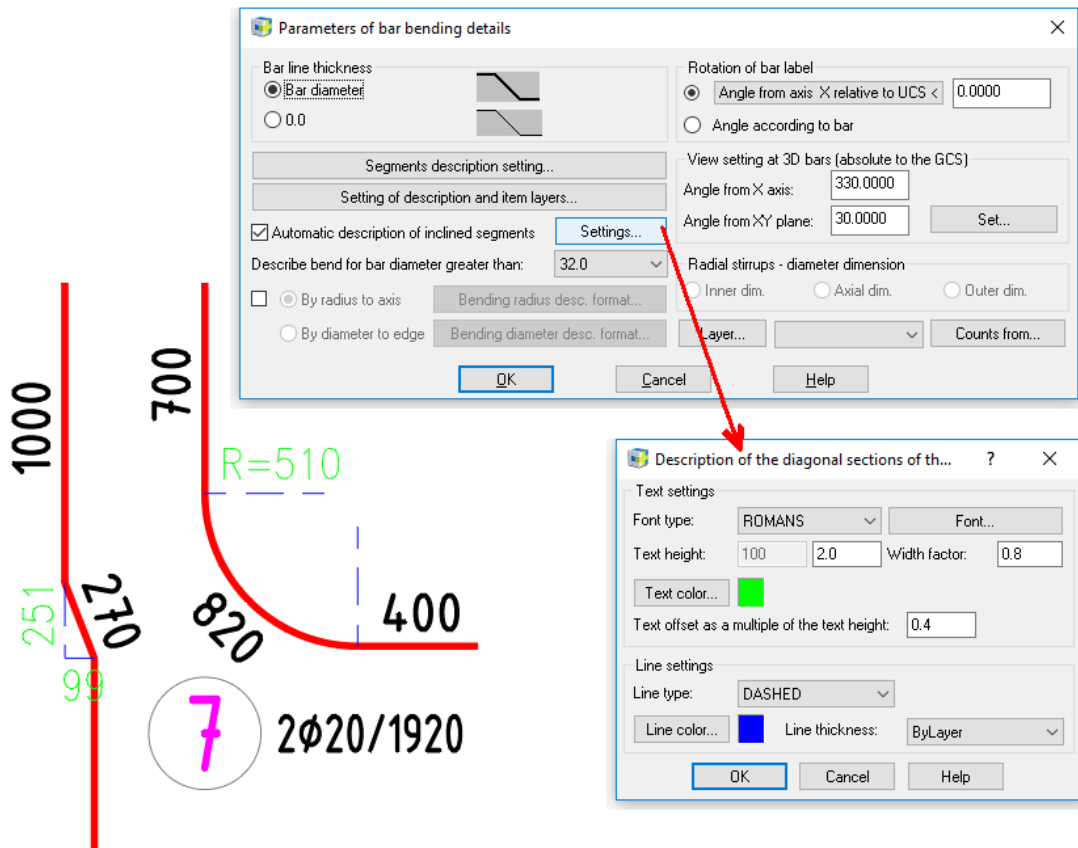 Parameters of bar bending details
Bar line thickness
Bar diameter
0.0
Segments description setting...
Setting of description and item layers...
Automatic description of inclined segments Settings...
Describe bend for bar diameter greater than: 32.0
By radius to axis Bending radius desc. format...
By diameter to edge Bending diameter desc. format...
Rotation of bar label
Angle from axis X relative to UCS < 0.0000
Angle according to bar
View setting at 3D bars (absolute to the GCS)
Angle from X axis: 330.0000
Angle from XY plane: 30.0000 Set...
Radial stirrups - diameter dimension
Inner dim. Axial dim. Outer dim.
Layer... Counts from...
OK Cancel Help
1000
700
R=510
251
270
99
820
400
7
2ϕ20/1920
Description of the diagonal sections of th... ?
Text settings
Font type: ROMANS Font...
Text height: 100 2.0 Width factor: 0.8
Text color...
Text offset as a multiple of the text height: 0.4
Line settings
Line type: DASHED
Line color... Line thickness: ByLayer
OK Cancel Help